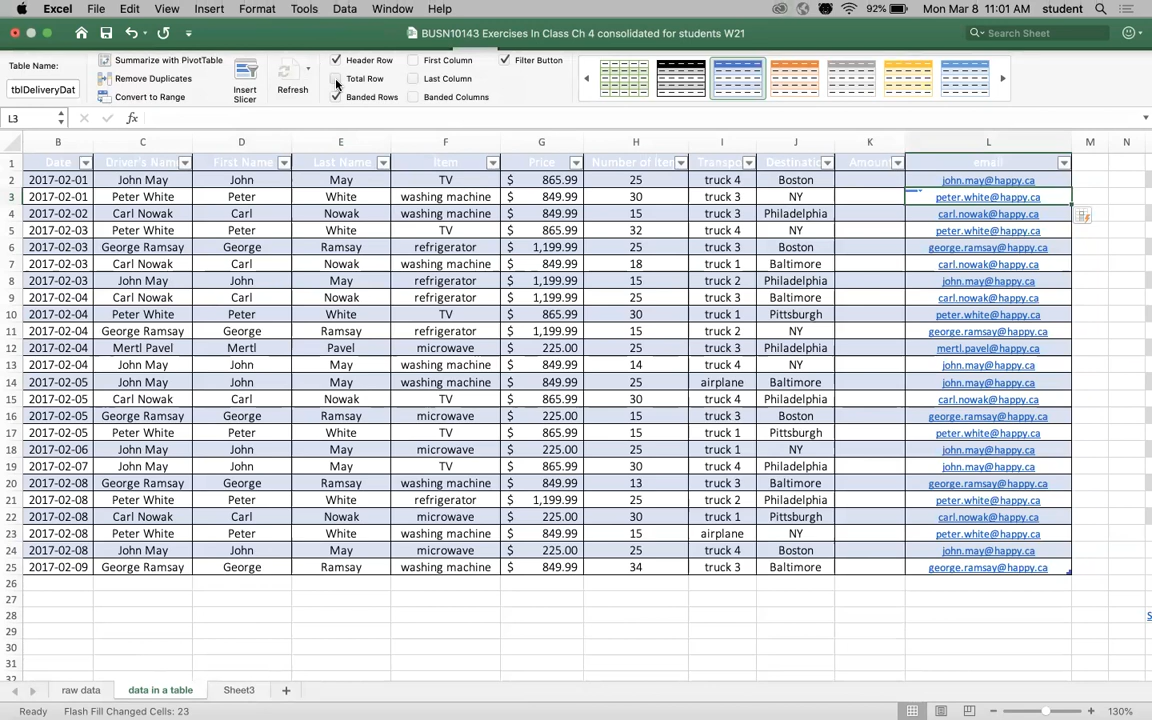 Excel File Edit View Insert Format Tools Data Window Help 92% Mon Mar 8 11:01 AM student
BUSN10143 Exercises In Class Ch 4 consolidated for students W21 Search Sheet
Table Name:
tblDeliveryDat
Summarize with PivotTable
Remove Duplicates
Convert to Range
Insert
Slicer
Refresh
Header Row First Column Filter Button
Total Row Last Column
Banded Rows Banded Columns
L3 fx
B C D E F G H I J K L M N
1 Date Driver's Name First Name Last Name Item Price Number of Iter Transpo Destinatio Amoun email
2 2017-02-01 John May John May TV $ 865.99 25 truck 4 Boston john.may@happy.ca
3 2017-02-01 Peter White Peter White washing machine $ 849.99 30 truck 3 NY peter.white@happy.ca
4 2017-02-02 Carl Nowak Carl Nowak washing machine $ 849.99 15 truck 3 Philadelphia carl.nowak@happy.ca
5 2017-02-03 Peter White Peter White TV $ 865.99 32 truck 4 NY peter.white@happy.ca
6 2017-02-03 George Ramsay George Ramsay refrigerator $ 1,199.99 25 truck 3 Boston george.ramsay@happy.ca
7 2017-02-03 Carl Nowak Carl Nowak washing machine $ 849.99 18 truck 1 Baltimore carl.nowak@happy.ca
8 2017-02-03 John May John May refrigerator $ 1,199.99 15 truck 2 Philadelphia john.may@happy.ca
9 2017-02-04 Carl Nowak Carl Nowak refrigerator $ 1,199.99 25 truck 3 Baltimore carl.nowak@happy.ca
10 2017-02-04 Peter White Peter White TV $ 865.99 30 truck 1 Pittsburgh peter.white@happy.ca
11 2017-02-04 George Ramsay George Ramsay refrigerator $ 1,199.99 15 truck 2 NY george.ramsay@happy.ca
12 2017-02-04 Mertl Pavel Mertl Pavel microwave $ 225.00 25 truck 3 Philadelphia mertl.pavel@happy.ca
13 2017-02-04 John May John May washing machine $ 849.99 14 truck 4 NY john.may@happy.ca
14 2017-02-05 John May John May washing machine $ 849.99 25 airplane Baltimore john.may@happy.ca
15 2017-02-05 Carl Nowak Carl Nowak TV $ 865.99 30 truck 4 Philadelphia carl.nowak@happy.ca
16 2017-02-05 George Ramsay George Ramsay microwave $ 225.00 15 truck 3 Boston george.ramsay@happy.ca
17 2017-02-05 Peter White Peter White TV $ 865.99 15 truck 1 Pittsburgh peter.white@happy.ca
18 2017-02-06 John May John May microwave $ 225.00 25 truck 1 NY john.may@happy.ca
19 2017-02-07 John May John May TV $ 865.99 30 truck 4 Philadelphia john.may@happy.ca
20 2017-02-08 George Ramsay George Ramsay washing machine $ 849.99 13 truck 3 Baltimore george.ramsay@happy.ca
21 2017-02-08 Peter White Peter White refrigerator $ 1,199.99 25 truck 2 Philadelphia peter.white@happy.ca
22 2017-02-08 Carl Nowak Carl Nowak microwave $ 225.00 30 truck 1 Pittsburgh carl.nowak@happy.ca
23 2017-02-08 Peter White Peter White washing machine $ 849.99 15 airplane NY peter.white@happy.ca
24 2017-02-08 John May John May microwave $ 225.00 25 truck 4 Boston john.may@happy.ca
25 2017-02-09 George Ramsay George Ramsay washing machine $ 849.99 34 truck 3 Baltimore george.ramsay@happy.ca
26
27
28 S
29
30
31
32
raw data data in a table Sheet3
Ready Flash Fill Changed Cells: 23 130%